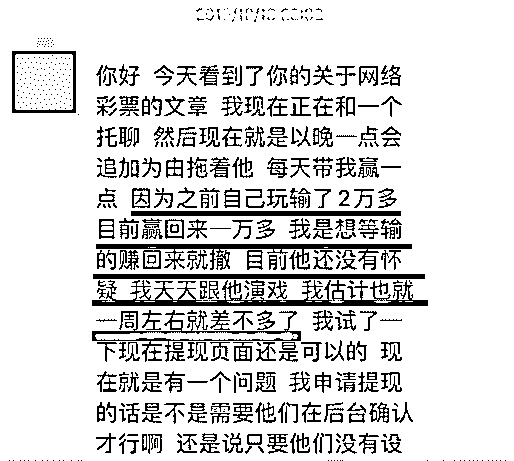 你好 今天看到了你的关于网络
彩票的文章 我现在正在和一个
托聊 然后现在就是以晚一点会
追加为由拖着他 每天带我赢一
点 因为之前自己玩输了2万多
目前赢回来一万多 我是想等输
的赚回来就撤 目前他还没有怀
疑 我天天跟他演戏 我估计也就
一周左右就差不多了 我试了一
下现在提现页面还是可以的 现
在就是有一个问题 我申请提现
的话是不是需要他们在后台确认
才行啊 还是说只要他们没有设